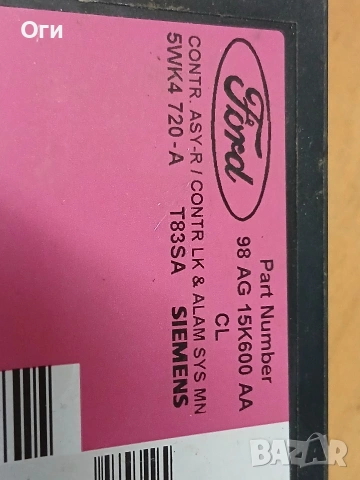 Оги
Ford
Part Number
98 AG 15K600 AA
CL
CONTR. ASY-R / CONTR LK & ALAM SYS MN
5WK4 720-A T83SA SIEMENS
BAZAR